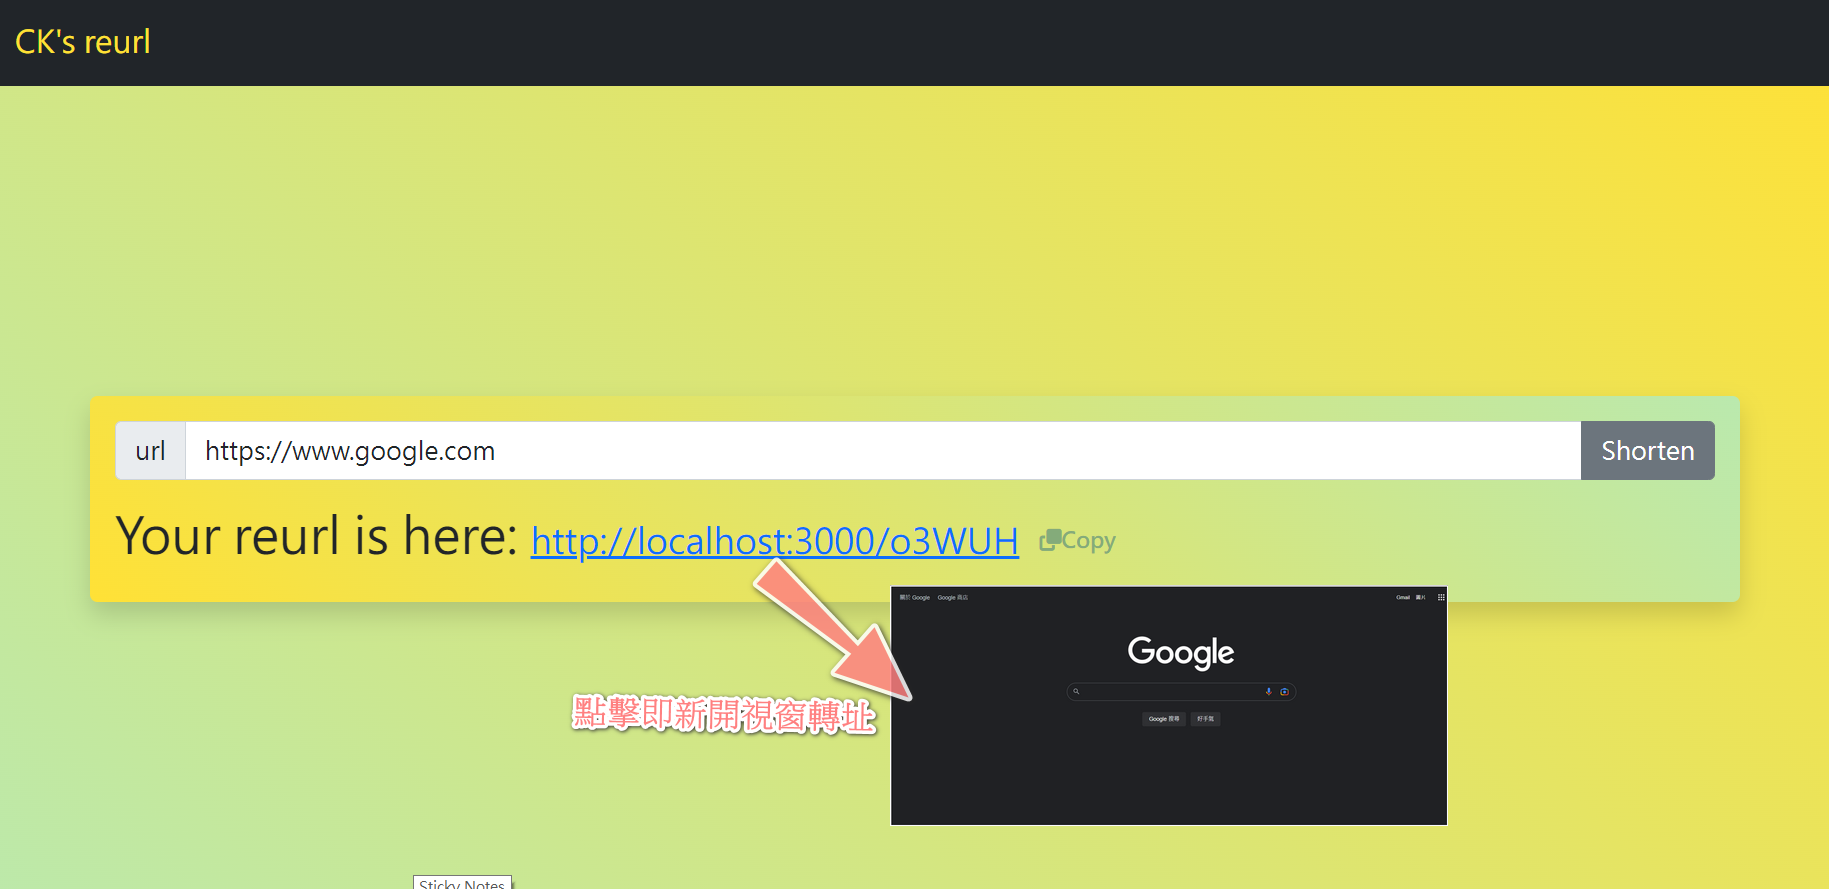 CK's reurl
url
https://www.google.com
Shorten
Your reurl is here: http://localhost:3000/o3WUH Copy
點擊即新開視窗轉址
關於 Google Google 商店
Gmail 圖片
Google
Google 搜尋 好手氣
Sticky Notes